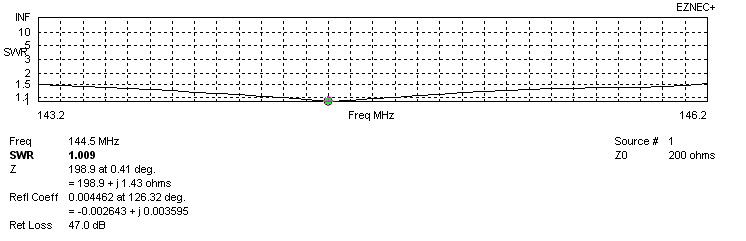 EZNEC+
INF
10
5
SWR
3
2
1.5
1.1
143.2 Freq MHz 146.2
Freq 144.5 MHz Source # 1
SWR 1.009 Z0 200 ohms
Z 198.9 at 0.41 deg.
= 198.9 + j 1.43 ohms
Refl Coeff 0.004462 at 126.32 deg.
= -0.002643 + j 0.003595
Ret Loss 47.0 dB